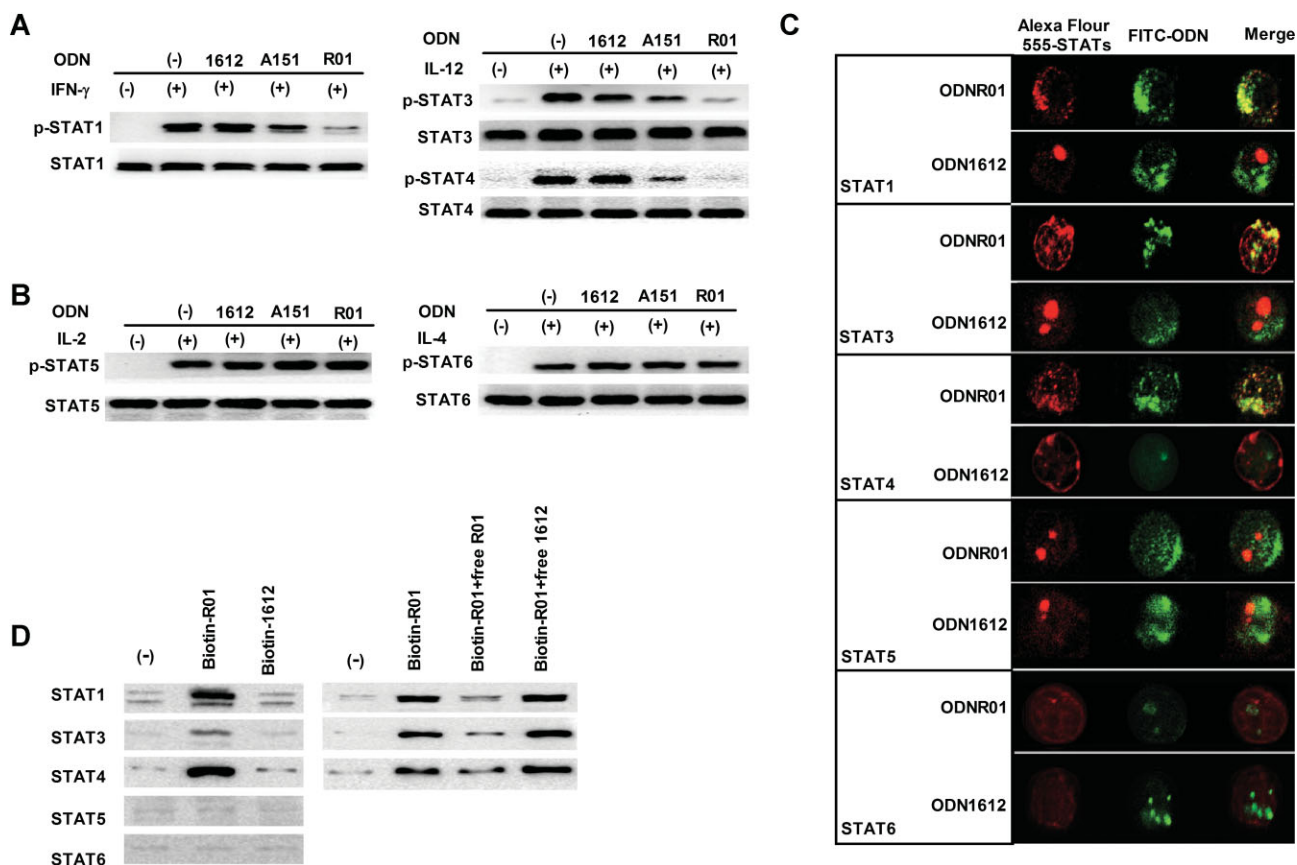 A
ODN (-) 1612 A151 R01
IFN-γ (-) (+) (+) (+) (+)
p-STAT1
STAT1
ODN (-) 1612 A151 R01
IL-12 (-) (+) (+) (+) (+)
p-STAT3
STAT3
p-STAT4
STAT4
B
ODN (-) 1612 A151 R01
IL-2 (-) (+) (+) (+) (+)
p-STAT5
STAT5
ODN (-) 1612 A151 R01
IL-4 (-) (+) (+) (+) (+)
p-STAT6
STAT6
C
Alexa Flour
555-STATs FITC-ODN Merge
ODNR01
ODN1612
STAT1
ODNR01
ODN1612
STAT3
ODNR01
ODN1612
STAT4
ODNR01
ODN1612
STAT5
ODNR01
ODN1612
STAT6
D
(-) Biotin-R01 Biotin-1612
(-) Biotin-R01 Biotin-R01+free R01 Biotin-R01+free 1612
STAT1
STAT3
STAT4
STAT5
STAT6